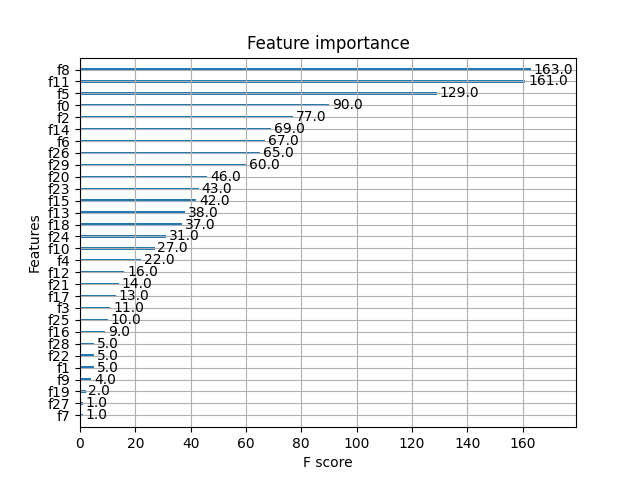 Feature importance
f8 163.0
f11 161.0
f5 129.0
f0 90.0
f2 77.0
f14 69.0
f6 67.0
f26 65.0
f29 60.0
f20 46.0
f23 43.0
f15 42.0
f13 38.0
f18 37.0
f24 31.0
f10 27.0
f4 22.0
f12 16.0
f21 14.0
f17 13.0
f3 11.0
f25 10.0
f16 9.0
f28 5.0
f22 5.0
f1 5.0
f9 4.0
f19 2.0
f27 1.0
f7 1.0
Features
0 20 40 60 80 100 120 140 160
F score